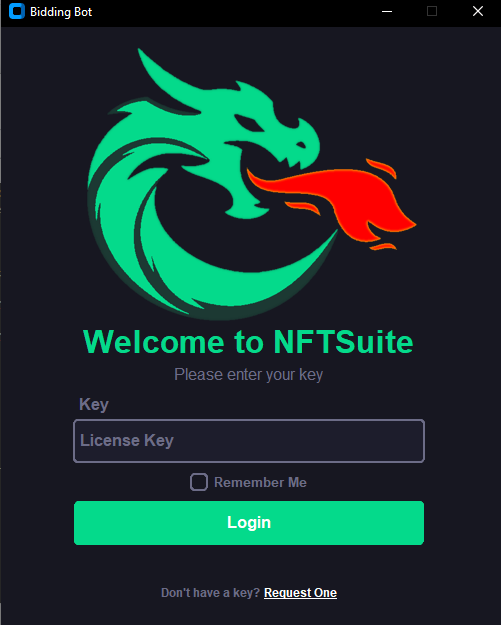 Bidding Bot
Welcome to NFTSuite
Please enter your key
Key
License Key
Remember Me
Login
Don't have a key? Request One